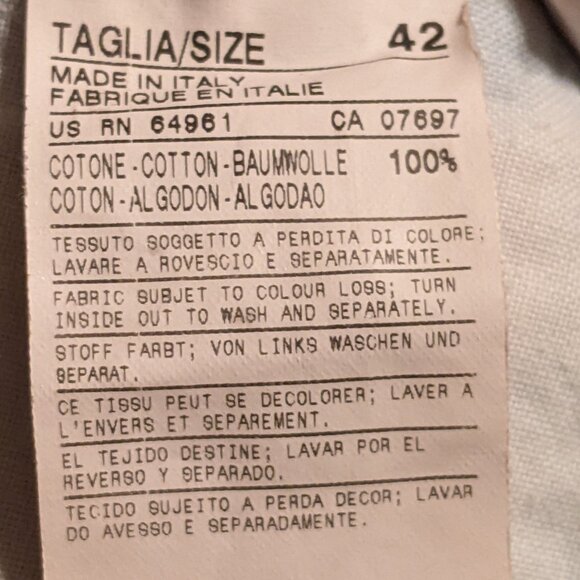 TAGLIA/SIZE 42
MADE IN ITALY
FABRIQUE EN ITALIE
US RN 64961 CA 07697
COTONE-COTTON-BAUMWOLLE 100%
COTON-ALGODON-ALGODAO
TESSUTO SOGGETTO A PERDITA DI COLORE;
LAVARE A ROVESCIO E SEPARATAMENTE.
FABRIC SUBJET TO COLOUR LOSS; TURN
INSIDE OUT TO WASH AND SEPARATELY.
STOFF FARBT; VON LINKS WASCHEN UND
SEPARAT.
CE TISSU PEUT SE DECOLORER; LAVER A
L'ENVERS ET SEPAREMENT.
EL TEJIDO DESTINE; LAVAR POR EL
REVERSO Y SEPARADO.
TECIDO SUJEITO A PERDA DECOR; LAVAR
DO AVESSO E SEPARADAMENTE.